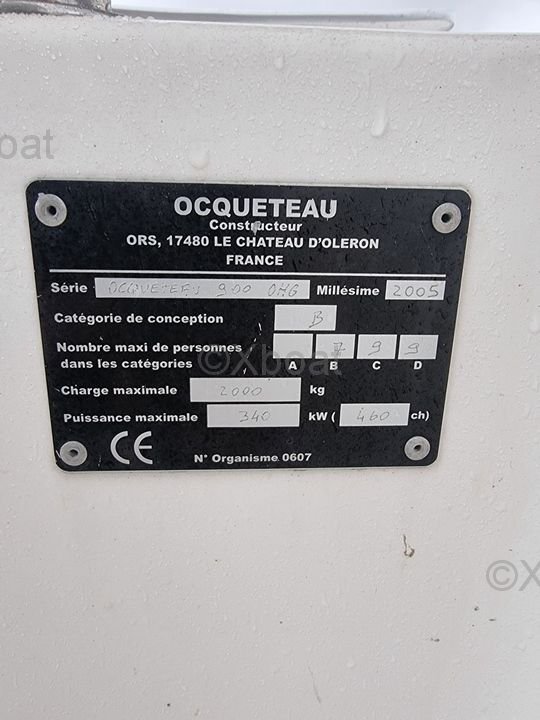 oat
OCQUETEAU
Constructeur
ORS, 17480 LE CHATEAU D'OLERON
FRANCE
Série OCQUETEAU 900 Millésime 2005
Catégorie de conception B
Nombre maxi de personnes 7 9 9
dans les catégories A B C D
©Xboat
Charge maximale 2000 kg
Puissance maximale 340 kW ( 460 ch)
CE
N° Organisme 0607
©X